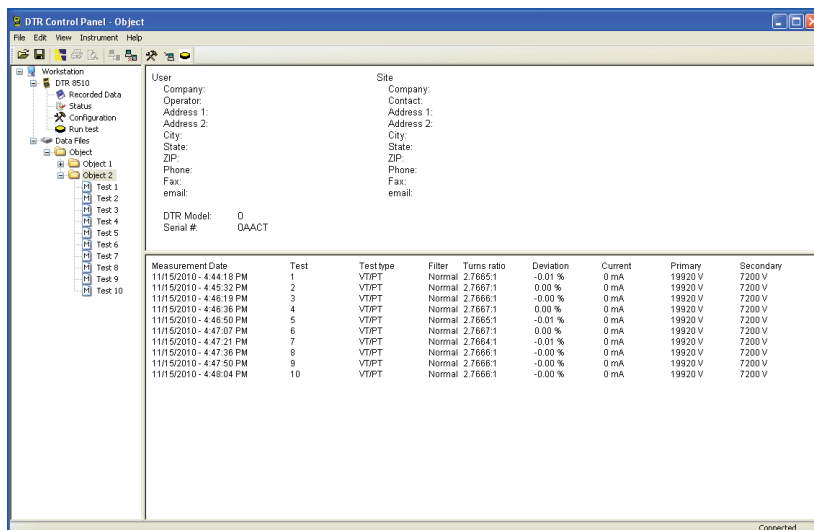 DTR Control Panel - Object
File Edit View Instrument Help
Workstation
DTR 8510
Recorded Data
Status
Configuration
Run test
Data Files
Object
Object 1
Object 2
M Test 1
M Test 2
M Test 3
M Test 4
M Test 5
M Test 6
M Test 7
M Test 8
M Test 9
M Test 10
User Site
Company: Company:
Operator: Contact:
Address 1: Address 1:
Address 2: Address 2:
City: City:
State: State:
ZIP: ZIP:
Phone: Phone:
Fax: Fax:
email: email:
DTR Model: 0
Serial #: 0AACT
Measurement Date Test Test type Filter Turns ratio Deviation Current Primary Secondary
11/15/2010 - 4:44:18 PM 1 VT/PT Normal 2.7665:1 -0.01 % 0 mA 19920 V 7200 V
11/15/2010 - 4:45:32 PM 2 VT/PT Normal 2.7667:1 0.00 % 0 mA 19920 V 7200 V
11/15/2010 - 4:46:19 PM 3 VT/PT Normal 2.7666:1 -0.00 % 0 mA 19920 V 7200 V
11/15/2010 - 4:46:36 PM 4 VT/PT Normal 2.7667:1 0.00 % 0 mA 19920 V 7200 V
11/15/2010 - 4:46:50 PM 5 VT/PT Normal 2.7665:1 -0.01 % 0 mA 19920 V 7200 V
11/15/2010 - 4:47:07 PM 6 VT/PT Normal 2.7667:1 0.00 % 0 mA 19920 V 7200 V
11/15/2010 - 4:47:21 PM 7 VT/PT Normal 2.7664:1 -0.01 % 0 mA 19920 V 7200 V
11/15/2010 - 4:47:36 PM 8 VT/PT Normal 2.7666:1 -0.00 % 0 mA 19920 V 7200 V
11/15/2010 - 4:47:50 PM 9 VT/PT Normal 2.7666:1 -0.00 % 0 mA 19920 V 7200 V
11/15/2010 - 4:48:04 PM 10 VT/PT Normal 2.7666:1 -0.00 % 0 mA 19920 V 7200 V
Connected